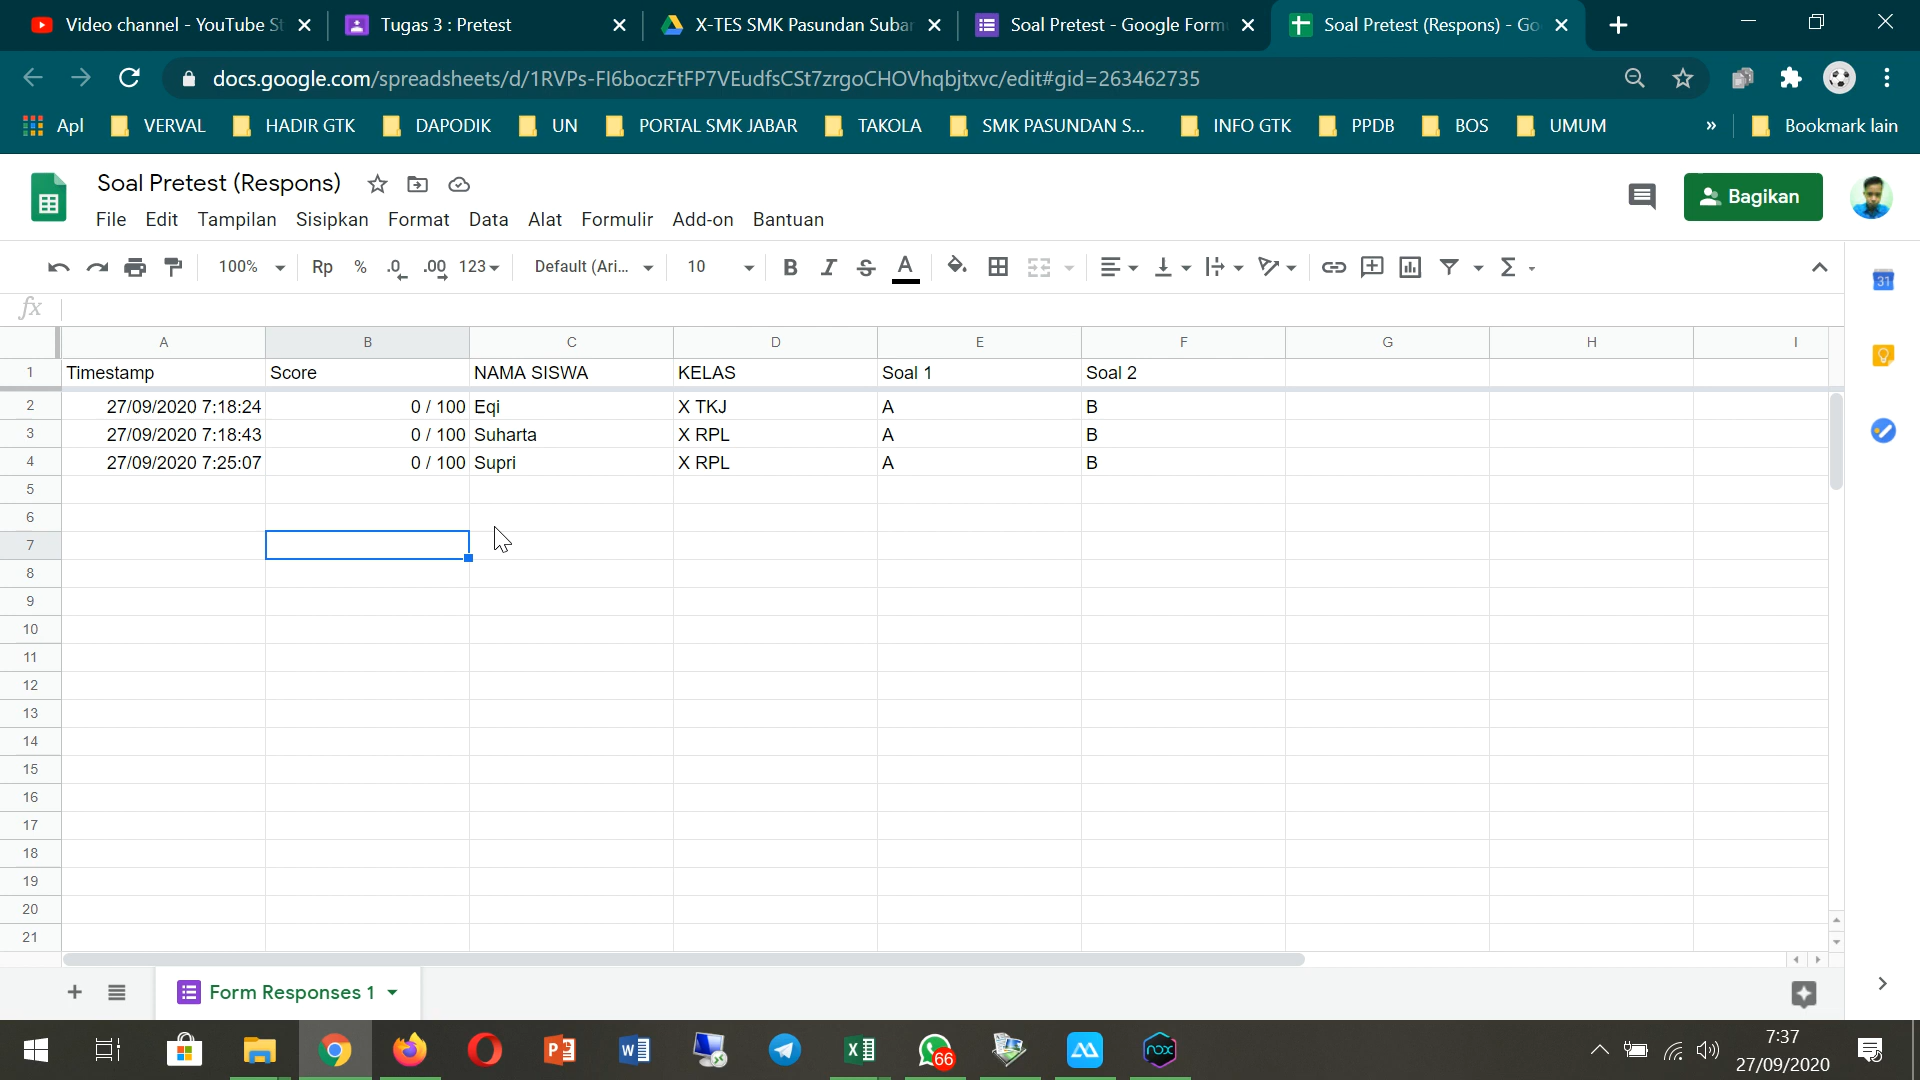 Video channel - YouTube St
Tugas 3 : Pretest
X-TES SMK Pasundan Subar
Soal Pretest - Google Form
Soal Pretest (Respons) - Go
docs.google.com/spreadsheets/d/1RVPs-FI6boczFtFP7VEudfsCSt7zrgoCHOVhqbjtxvc/edit#gid=263462735
Apl VERVAL HADIR GTK DAPODIK UN PORTAL SMK JABAR TAKOLA SMK PASUNDAN S... INFO GTK PPDB BOS UMUM » Bookmark lain
Soal Pretest (Respons)
File Edit Tampilan Sisipkan Format Data Alat Formulir Add-on Bantuan
Bagikan
100% Rp % .0 .00 123 Default (Ari... 10 B I S A Σ
31
fx
A B C D E F G H I
1 Timestamp Score NAMA SISWA KELAS Soal 1 Soal 2
2 27/09/2020 7:18:24 0 / 100 Eqi X TKJ A B
3 27/09/2020 7:18:43 0 / 100 Suharta X RPL A B
4 27/09/2020 7:25:07 0 / 100 Supri X RPL A B
5
6
7
8
9
10
11
12
13
14
15
16
17
18
19
20
21
Form Responses 1
66
nox
7:37
27/09/2020